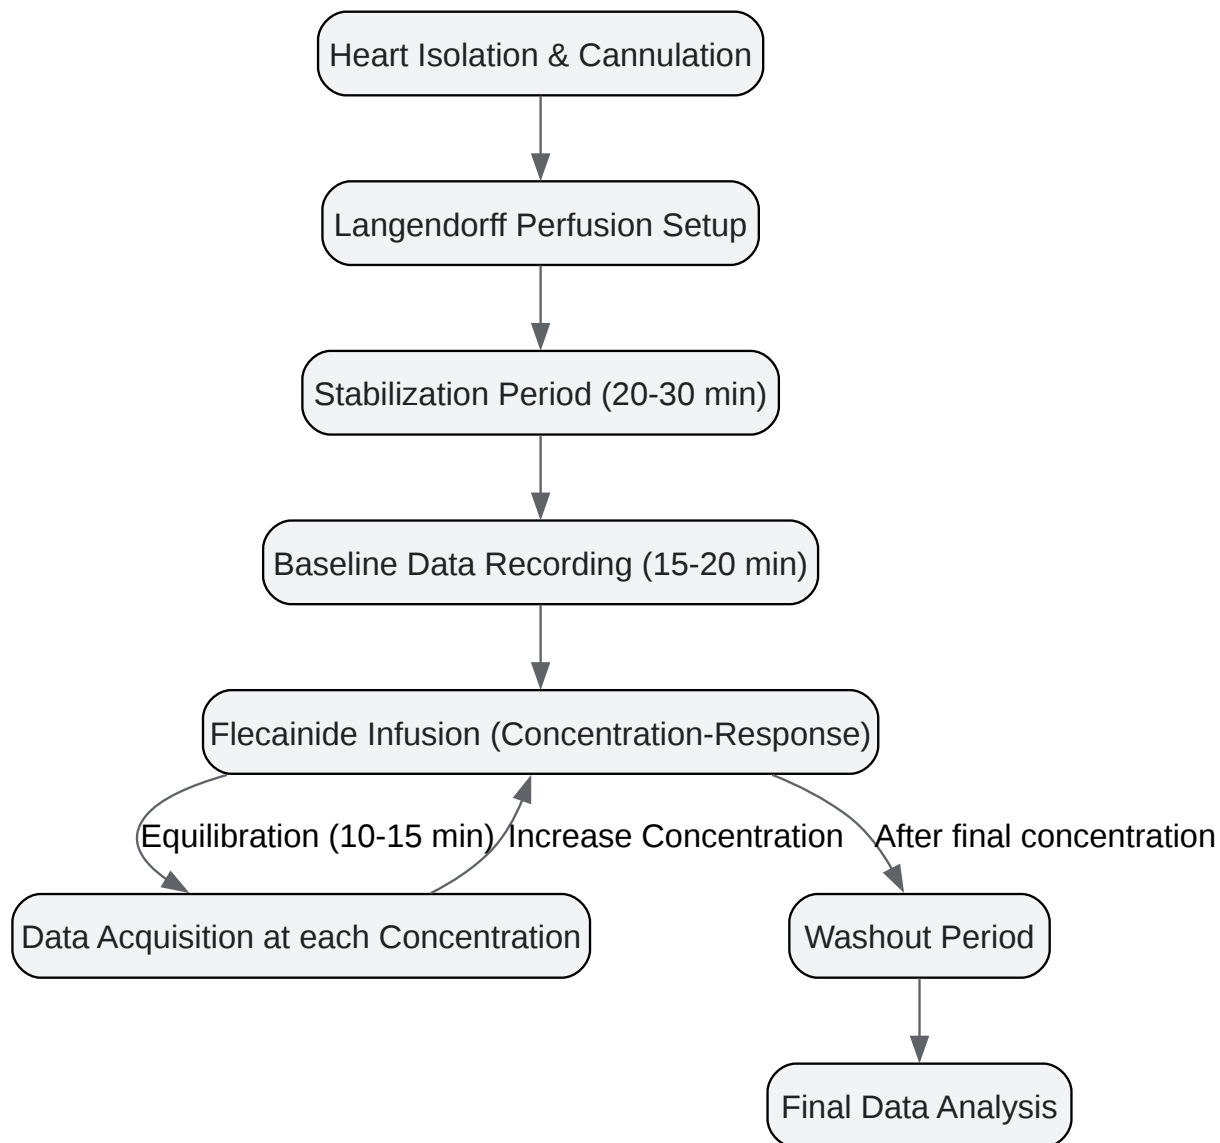 Heart Isolation & Cannulation
Langendorff Perfusion Setup
Stabilization Period (20-30 min)
Baseline Data Recording (15-20 min)
Flecainide Infusion (Concentration-Response)
Equilibration (10-15 min)
Increase Concentration
After final concentration
Data Acquisition at each Concentration
Washout Period
Final Data Analysis